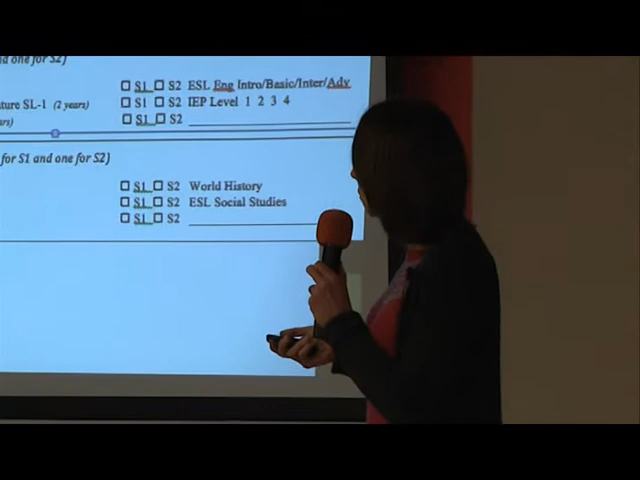 d one for S2]
☐ S1 ☐ S2 ESL Eng Intro/Basic/Inter/Adv
ture SL-1 (2 years) ☐ S1 ☐ S2 IEP Level 1 2 3 4
ars) ☐ S1 ☐ S2
for S1 and one for S2]
☐ S1 ☐ S2 World History
☐ S1 ☐ S2 ESL Social Studies
☐ S1 ☐ S2